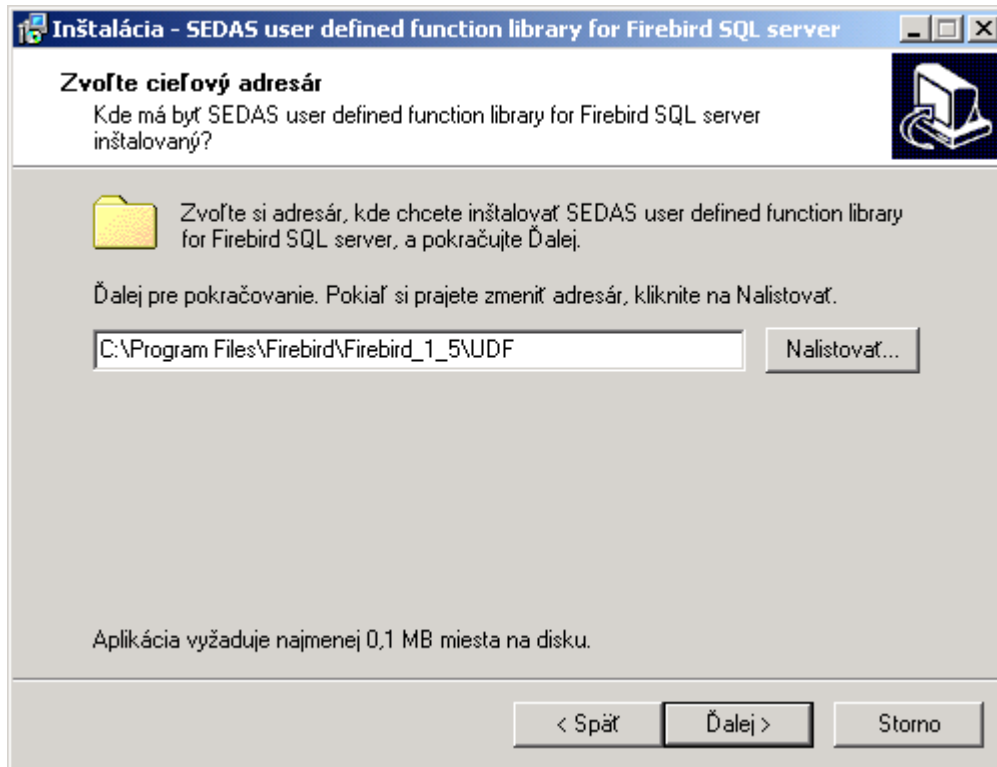 Inštalácia - SEDAS user defined function library for Firebird SQL server
Zvoľte cieľový adresár
Kde má byť SEDAS user defined function library for Firebird SQL server
inštalovaný?
Zvoľte si adresár, kde chcete inštalovať SEDAS user defined function library
for Firebird SQL server, a pokračujte Ďalej.
Ďalej pre pokračovanie. Pokiaľ si prajete zmeniť adresár, kliknite na Nalistovať.
C:\Program Files\Firebird\Firebird_1_5\UDF
Nalistovať...
Aplikácia vyžaduje najmenej 0,1 MB miesta na disku.
< Späť
Ďalej >
Storno